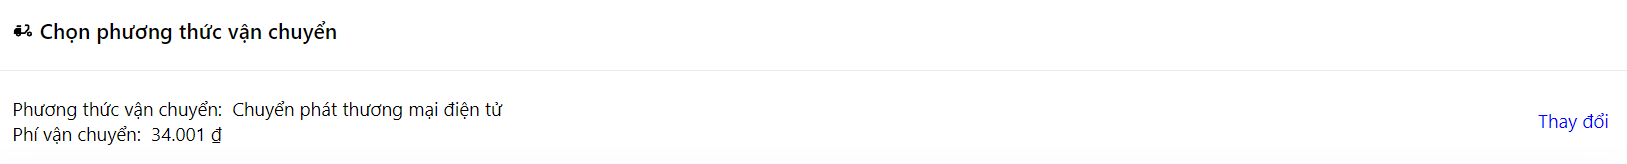 Chọn phương thức vận chuyển
Phương thức vận chuyển: Chuyển phát thương mại điện tử
Phí vận chuyển: 34.001 ₫
Thay đổi